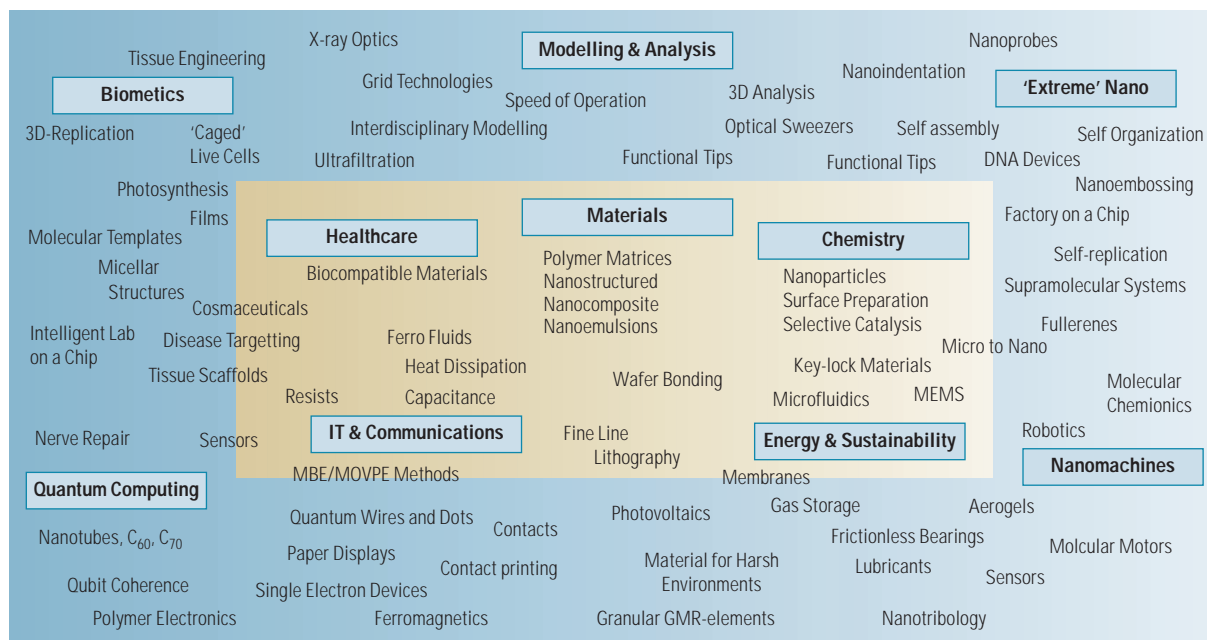 X-ray Optics
Modelling & Analysis
Nanoprobes
Tissue Engineering
Grid Technologies
Nanoindentation
Biometics
Speed of Operation
3D Analysis
'Extreme' Nano
3D-Replication
'Caged'
Live Cells
Interdisciplinary Modelling
Optical Sweezers
Self assembly
Self Organization
Ultrafiltration
Functional Tips
Functional Tips
DNA Devices
Photosynthesis
Nanoembossing
Films
Materials
Factory on a Chip
Molecular Templates
Healthcare
Chemistry
Micellar
Structures
Biocompatible Materials
Polymer Matrices
Nanostructured
Nanocomposite
Nanoemulsions
Nanoparticles
Surface Preparation
Selective Catalysis
Self-replication
Supramolecular Systems
Cosmaceuticals
Fullerenes
Intelligent Lab
on a Chip
Disease Targetting
Ferro Fluids
Micro to Nano
Tissue Scaffolds
Heat Dissipation
Wafer Bonding
Key-lock Materials
Molecular
Chemionics
Resists
Capacitance
Microfluidics
MEMS
Nerve Repair
Sensors
IT & Communications
Fine Line
Lithography
Energy & Sustainability
Robotics
Nanomachines
MBE/MOVPE Methods
Membranes
Quantum Computing
Quantum Wires and Dots
Contacts
Photovoltaics
Gas Storage
Aerogels
Nanotubes, C₆₀, C₇₀
Paper Displays
Contact printing
Material for Harsh
Environments
Frictionless Bearings
Lubricants
Molcular Motors
Qubit Coherence
Single Electron Devices
Sensors
Polymer Electronics
Ferromagnetics
Granular GMR-elements
Nanotribology